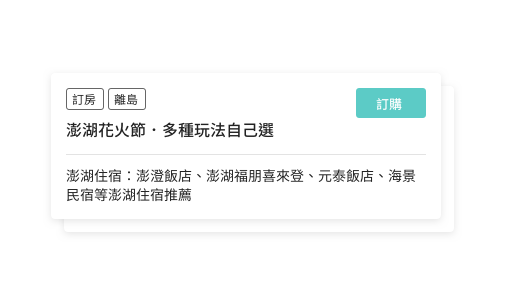 訂房 離島 訂購
澎湖花火節・多種玩法自己選
澎湖住宿：澎澄飯店、澎湖福朋喜來登、元泰飯店、海景
民宿等澎湖住宿推薦